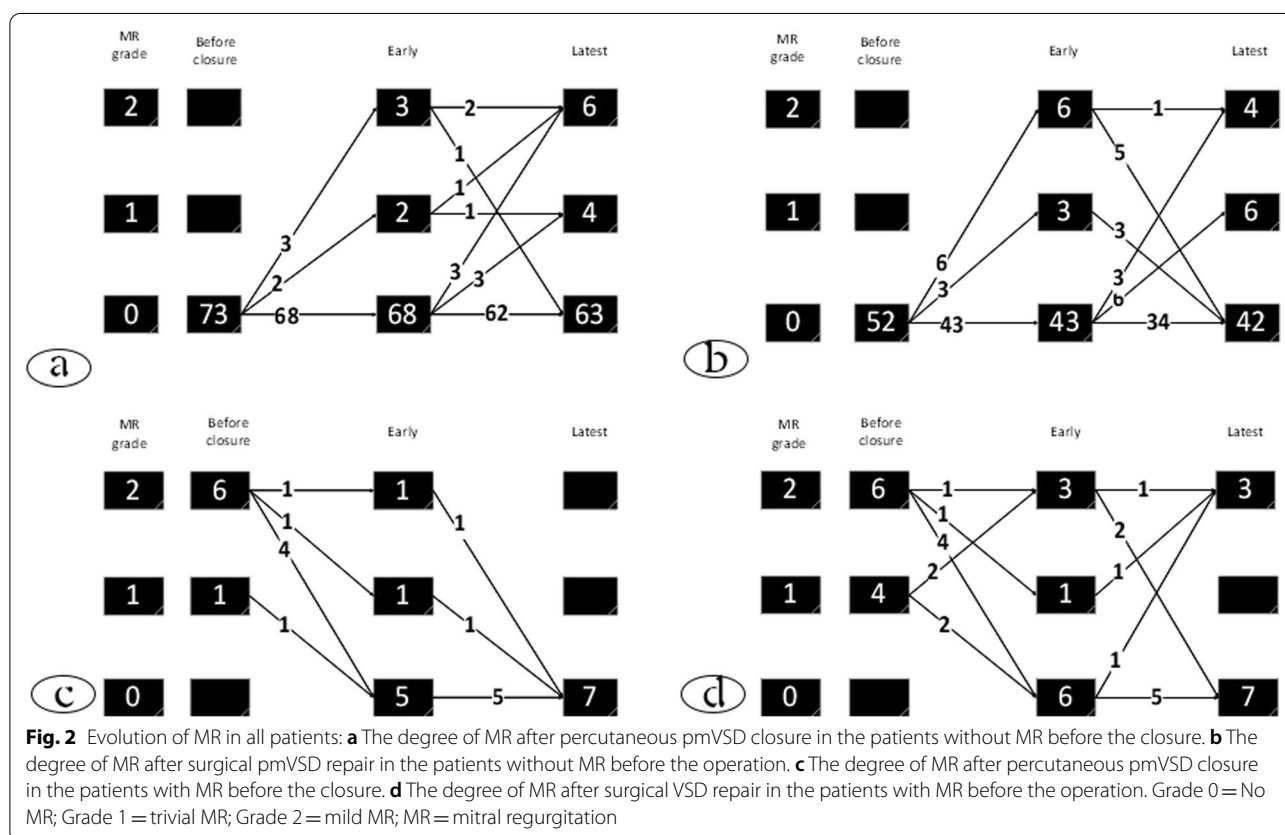 MR grade Before closure Early Latest
2 3 2 6
1
1 2 1 1 4
3
2 3 3
0 73 68 68 62 63
a
MR grade Before closure Early Latest
2 6 1 4
5
1 3 6
3
6 3
3 6
0 52 43 43 34 42
b
MR grade Before closure Early Latest
2 6 1 1
1 1
4
1 1 1
1 1
0 5 5 7
c
MR grade Before closure Early Latest
2 6 1 3 1 3
1 2
4
2 1
1 4 1
2 1
0 6 5 7
d
Fig. 2 Evolution of MR in all patients: a The degree of MR after percutaneous pmVSD closure in the patients without MR before the closure. b The
degree of MR after surgical pmVSD repair in the patients without MR before the operation. c The degree of MR after percutaneous pmVSD closure
in the patients with MR before the closure. d The degree of MR after surgical VSD repair in the patients with MR before the operation. Grade 0 = No
MR; Grade 1 = trivial MR; Grade 2 = mild MR; MR = mitral regurgitation